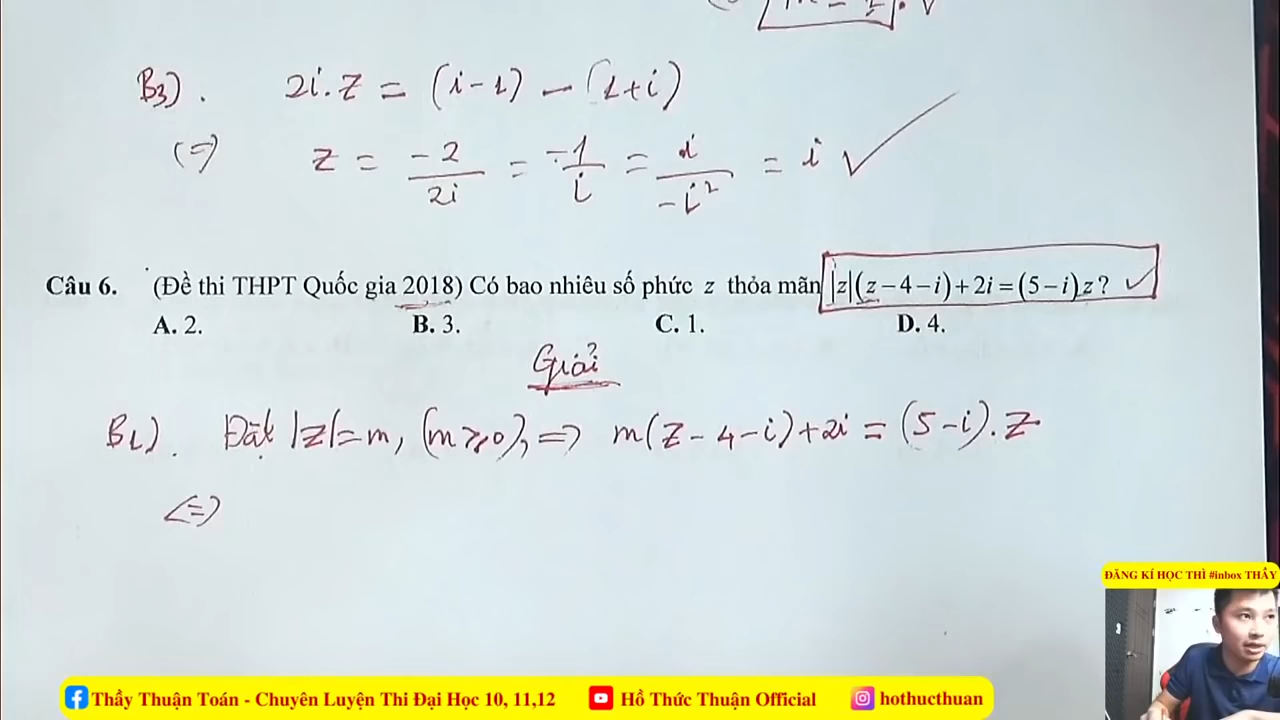 B3). 2i.z = (i-1) - (1+i)
(=) z = -2/2i = -1/i = i/-i² = i ✓
Câu 6. (Đề thi THPT Quốc gia 2018) Có bao nhiêu số phức z thỏa mãn |z|(z-4-i)+2i=(5-i)z? ✓
A. 2. B. 3. C. 1. D. 4.
Giải
B1). Đặt |z|=m, (m≥0), => m(z-4-i)+2i = (5-i).z
<=>
ĐĂNG KÍ HỌC THÌ #inbox THẦY
Thầy Thuận Toán - Chuyên Luyện Thi Đại Học 10, 11,12 Hồ Thức Thuận Official hothucthuan